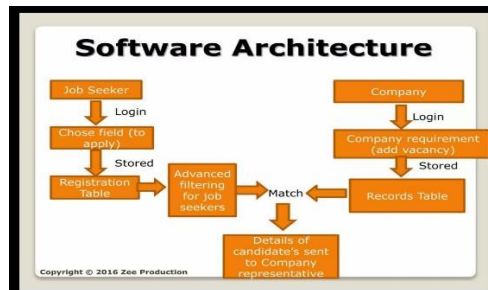 Software Architecture
Job Seeker
Login
Chose field (to
apply)
Stored
Registration
Table
Advanced
filtering
for job
seekers
Match
Company
Login
Company requirement
(add vacancy)
Stored
Records Table
Details of
candidate's sent
to Company
representative
Copyright © 2016 Zee Production